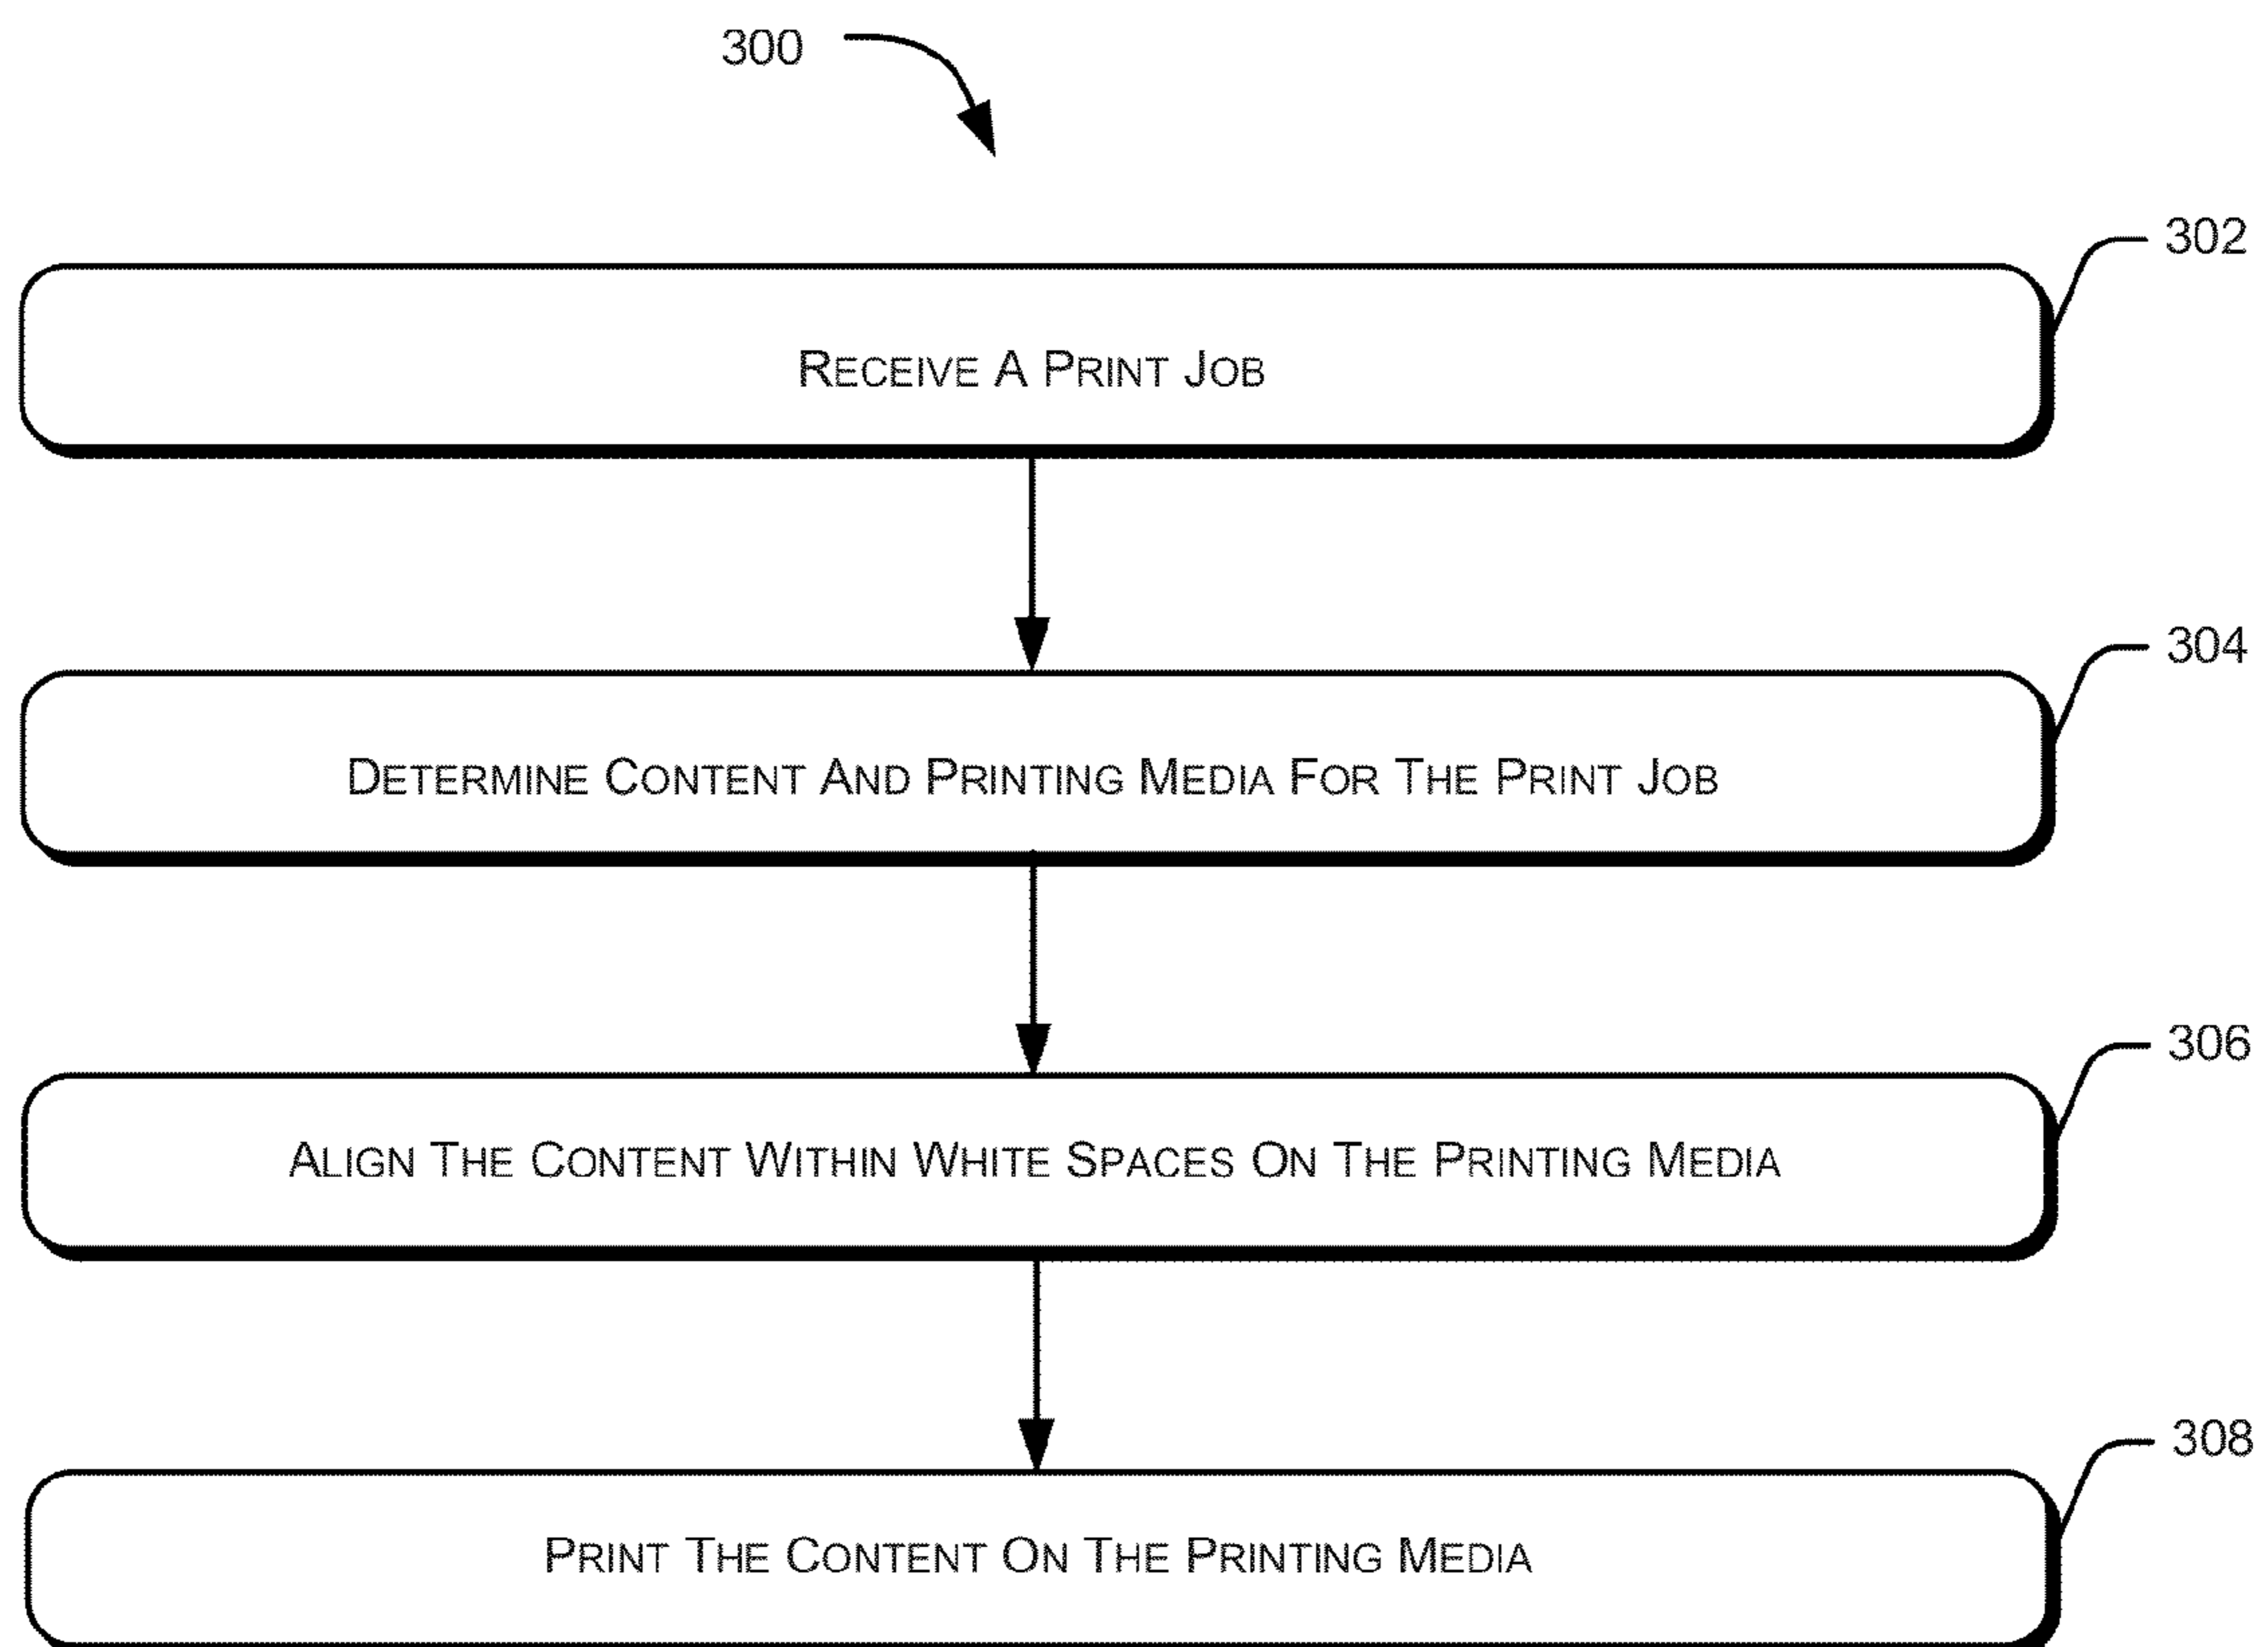 300
302
RECEIVE A PRINT JOB
304
DETERMINE CONTENT AND PRINTING MEDIA FOR THE PRINT JOB
306
ALIGN THE CONTENT WITHIN WHITE SPACES ON THE PRINTING MEDIA
308
PRINT THE CONTENT ON THE PRINTING MEDIA